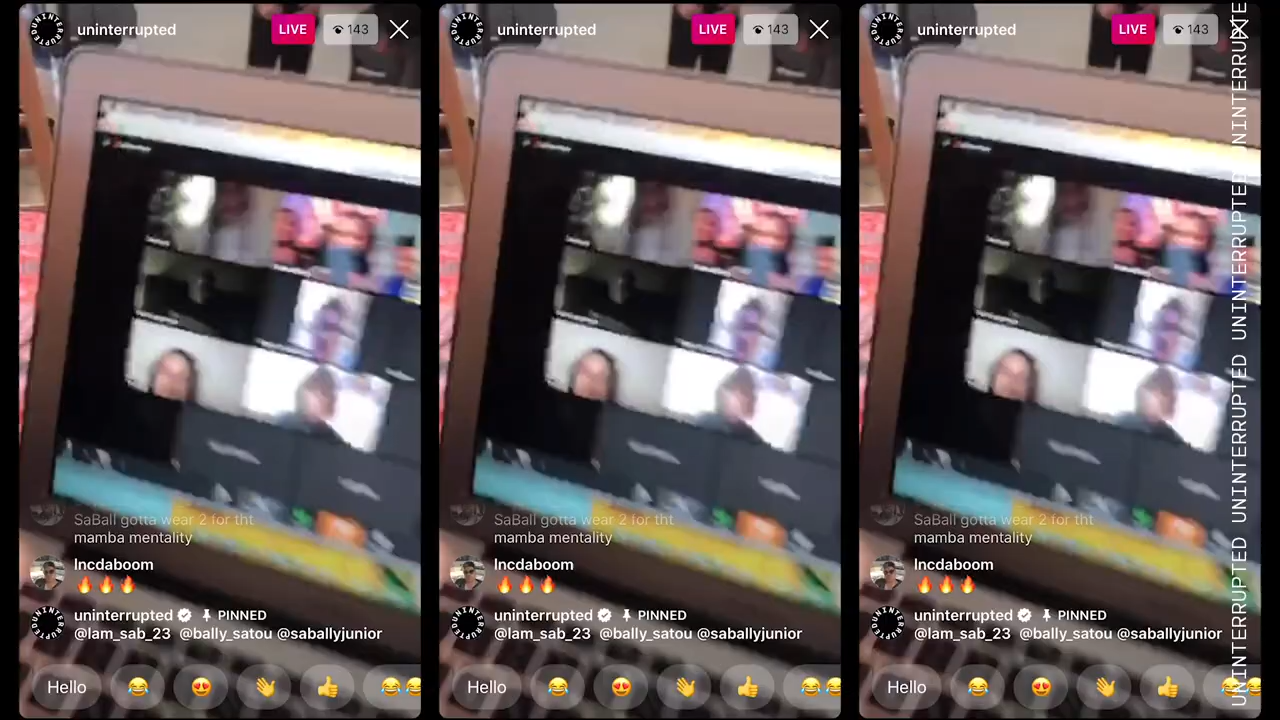 uninterrupted LIVE 143
SaBall gotta wear 2 for tht
mamba mentality
lncdaboom
uninterrupted PINNED
@lam_sab_23 @bally_satou @saballyjunior
Hello
uninterrupted LIVE 143
SaBall gotta wear 2 for tht
mamba mentality
lncdaboom
uninterrupted PINNED
@lam_sab_23 @bally_satou @saballyjunior
Hello
uninterrupted LIVE 143
SaBall gotta wear 2 for tht
mamba mentality
lncdaboom
uninterrupted PINNED
@lam_sab_23 @bally_satou @saballyjunior
Hello
UNINTERRUPTED UNINTERRUPTED UNINTERRUPTED UNINTERRUPTE